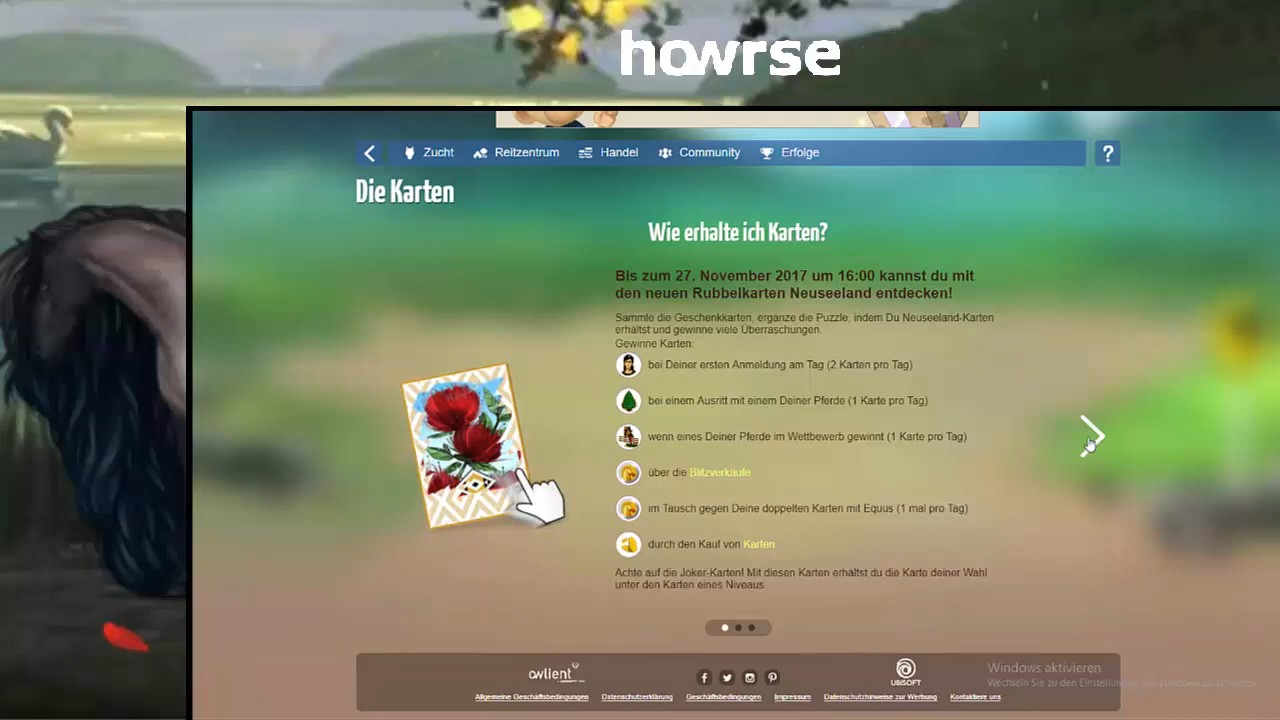 howrse
Zucht Reitzentrum Handel Community Erfolge ?
Die Karten
Wie erhalte ich Karten?
Bis zum 27. November 2017 um 16:00 kannst du mit
den neuen Rubbelkarten Neuseeland entdecken!
Sammle die Geschenkkarten, ergänze die Puzzle, indem Du Neuseeland-Karten
erhältst und gewinne viele Überraschungen.
Gewinne Karten:
bei Deiner ersten Anmeldung am Tag (2 Karten pro Tag)
bei einem Ausritt mit einem Deiner Pferde (1 Karte pro Tag)
wenn eines Deiner Pferde im Wettbewerb gewinnt (1 Karte pro Tag)
über die Blitzverkäufe
im Tausch gegen Deine doppelten Karten mit Equus (1 mal pro Tag)
durch den Kauf von Karten
Achte auf die Joker-Karten! Mit diesen Karten erhältst du die Karte deiner Wahl
unter den Karten eines Niveaus.
owlient
UBISOFT
Windows aktivieren
Wechseln Sie zu den Einstellungen
Allgemeine Geschäftsbedingungen Datenschutzerklärung Geschäftsbedingungen Impressum Datenschutzhinweise zur Werbung Kontaktiere uns